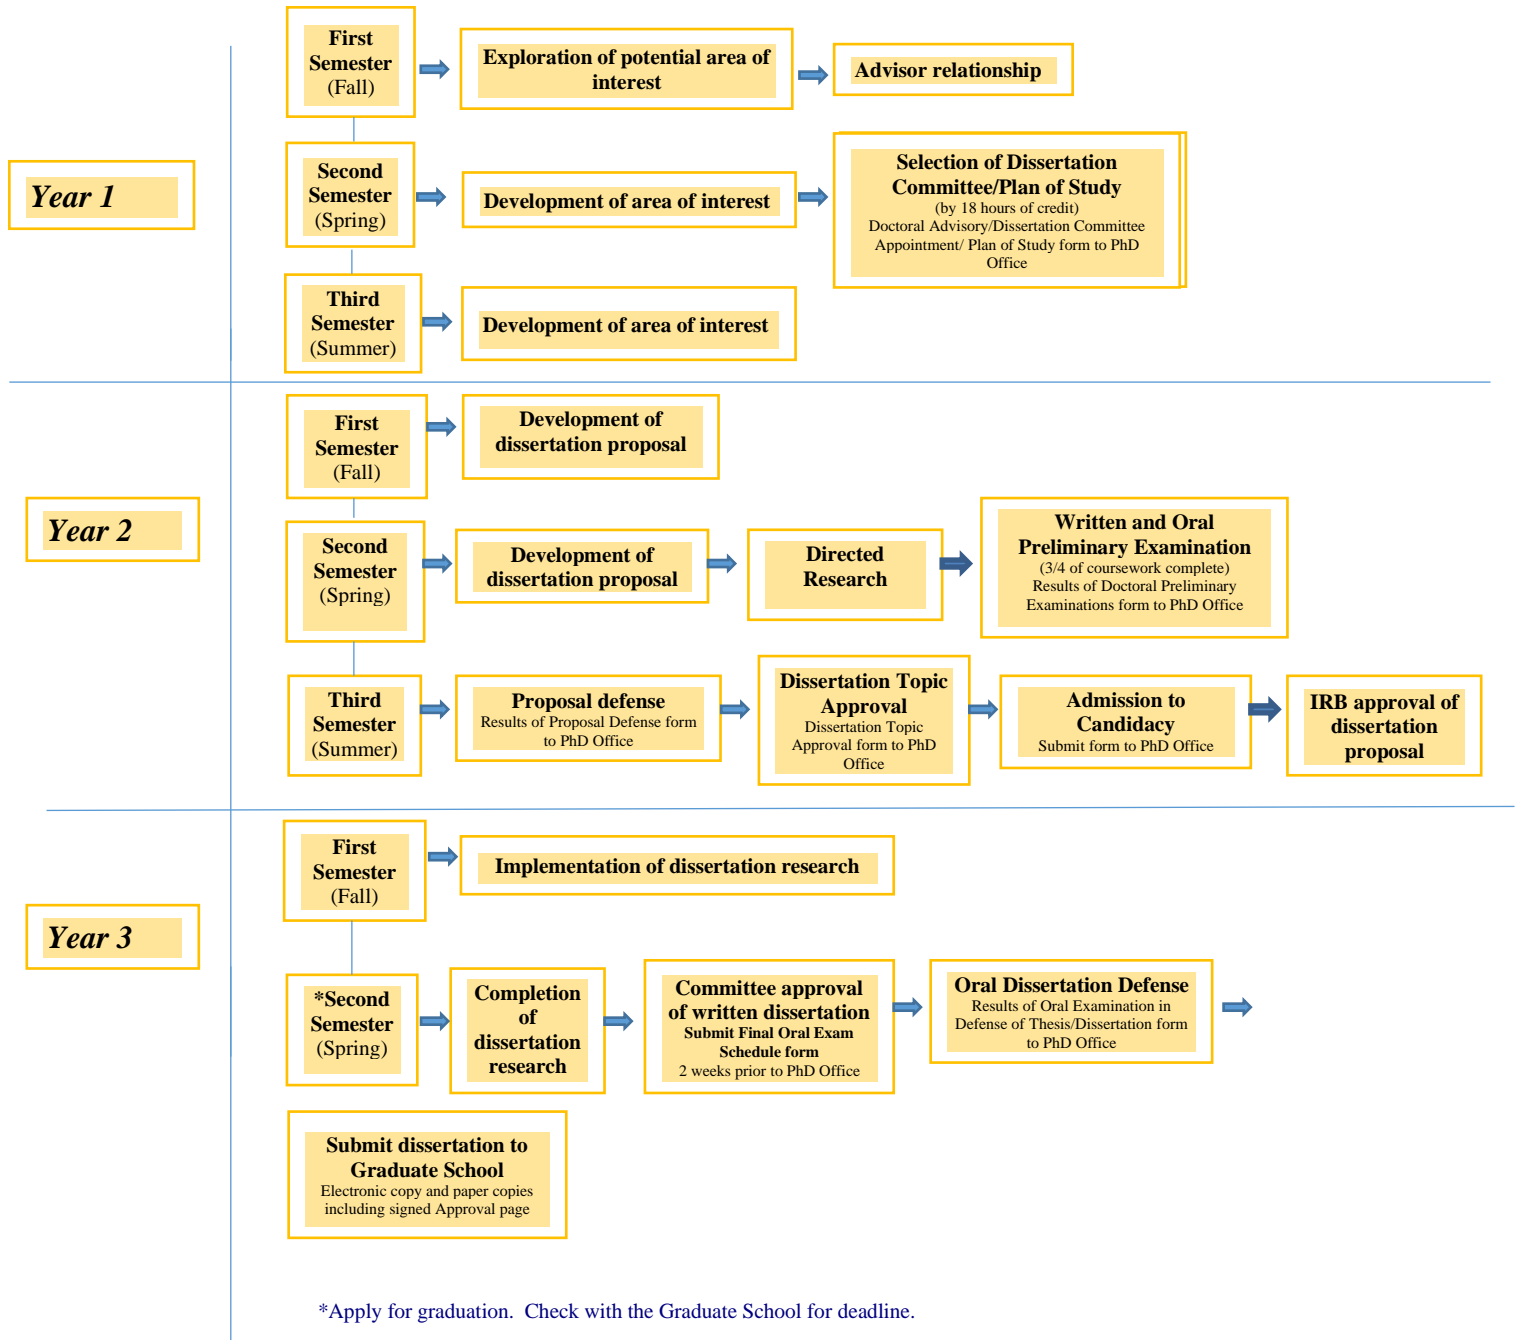 Year 1
First
Semester
(Fall)
Exploration of potential area of
interest
Advisor relationship
Second
Semester
(Spring)
Development of area of interest
Selection of Dissertation
Committee/Plan of Study
(by 18 hours of credit)
Doctoral Advisory/Dissertation Committee
Appointment/ Plan of Study form to PhD
Office
Third
Semester
(Summer)
Development of area of interest
Year 2
First
Semester
(Fall)
Development of
dissertation proposal
Second
Semester
(Spring)
Development of
dissertation proposal
Directed
Research
Written and Oral
Preliminary Examination
(3/4 of coursework complete)
Results of Doctoral Preliminary
Examinations form to PhD Office
Third
Semester
(Summer)
Proposal defense
Results of Proposal Defense form
to PhD Office
Dissertation Topic
Approval
Dissertation Topic
Approval form to PhD
Office
Admission to
Candidacy
Submit form to PhD Office
IRB approval of
dissertation
proposal
Year 3
First
Semester
(Fall)
Implementation of dissertation research
*Second
Semester
(Spring)
Completion
of
dissertation
research
Committee approval
of written dissertation
Submit Final Oral Exam
Schedule form
2 weeks prior to PhD Office
Oral Dissertation Defense
Results of Oral Examination in
Defense of Thesis/Dissertation form
to PhD Office
Submit dissertation to
Graduate School
Electronic copy and paper copies
including signed Approval page
*Apply for graduation.  Check with the Graduate School for deadline.